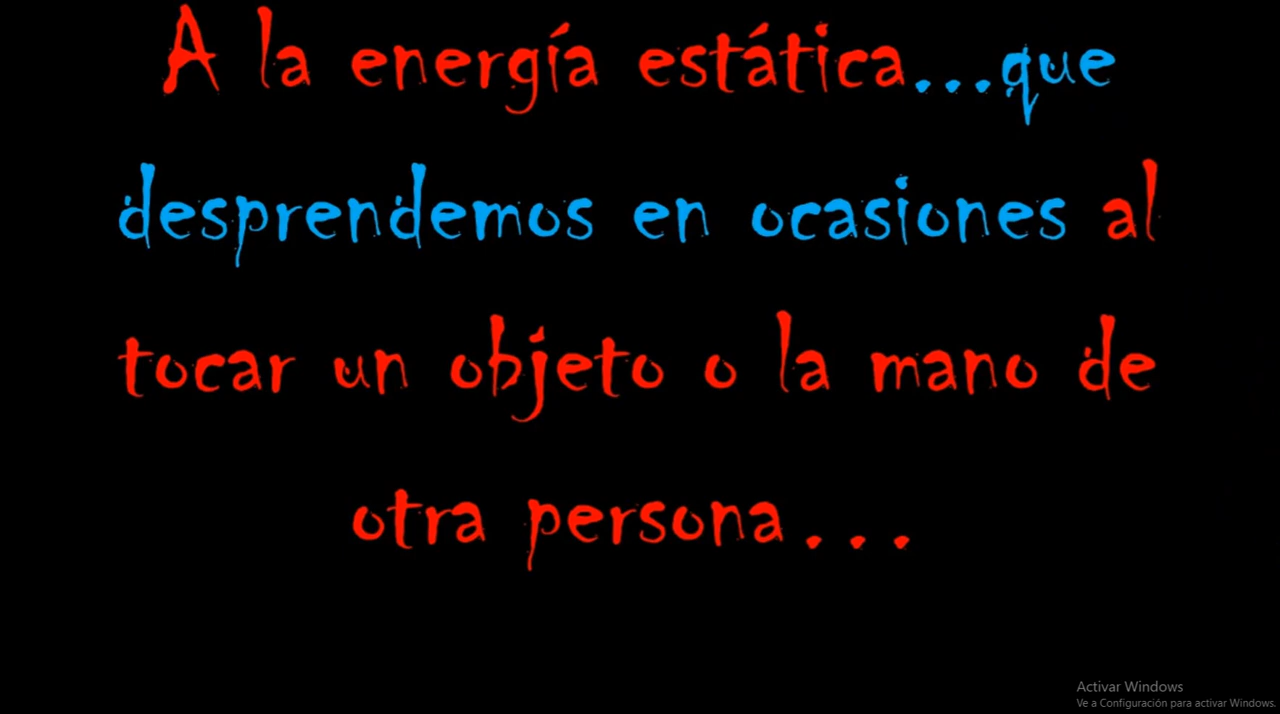 A la energía estática...que
desprendemos en ocasiones al
tocar un objeto o la mano de
otra persona...
Activar Windows
Ve a Configuración para activar Windows.